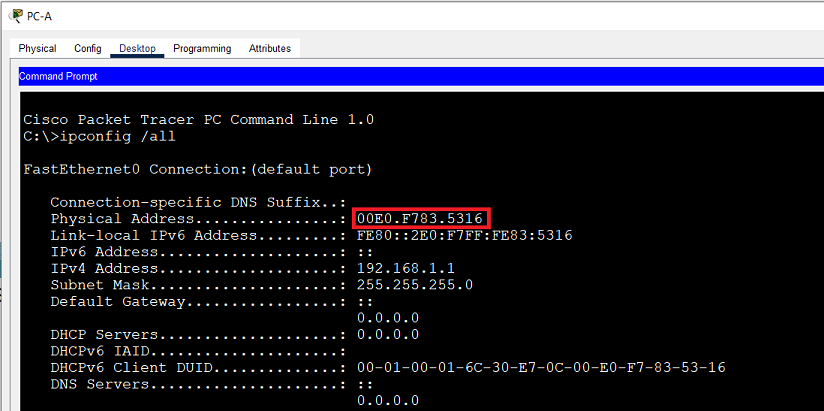 PC-A
Physical Config Desktop Programming Attributes
Command Prompt
Cisco Packet Tracer PC Command Line 1.0
C:\>ipconfig /all
FastEthernet0 Connection:(default port)
Connection-specific DNS Suffix..:
Physical Address................: 00E0.F783.5316
Link-local IPv6 Address.........: FE80::2E0:F7FF:FE83:5316
IPv6 Address....................: ::
IPv4 Address....................: 192.168.1.1
Subnet Mask.....................: 255.255.255.0
Default Gateway.................: ::
0.0.0.0
DHCP Servers....................: 0.0.0.0
DHCPv6 IAID.....................:
DHCPv6 Client DUID..............: 00-01-00-01-6C-30-E7-0C-00-E0-F7-83-53-16
DNS Servers.....................: ::
0.0.0.0